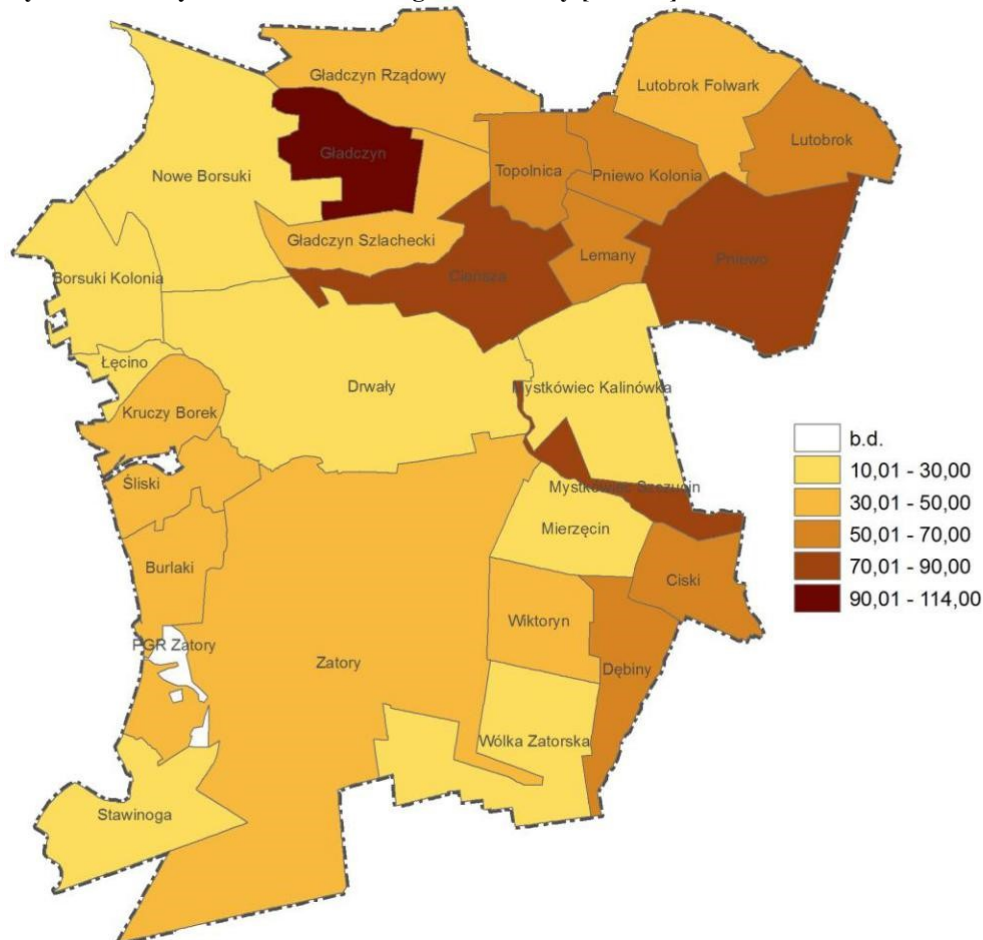 Gładczyn Rządowy
Lutobrok Folwark
Lutobrok
Gładczyn
Topolnica
Pniewo Kolonia
Nowe Borsuki
Gładczyn Szlachecki
Lemany
Pniewo
Cieńsza
Borsuki Kolonia
Łęcino
Drwały
Mystkówiec Kalinówka
Kruczy Borek
Śliski
Mystkówiec Szczucin
Mierzęcin
Burlaki
Ciski
Wiktoryn
PGR Zatory
Zatory
Dębiny
Wólka Zatorska
Stawinoga
b.d.
10,01 - 30,00
30,01 - 50,00
50,01 - 70,00
70,01 - 90,00
90,01 - 114,00